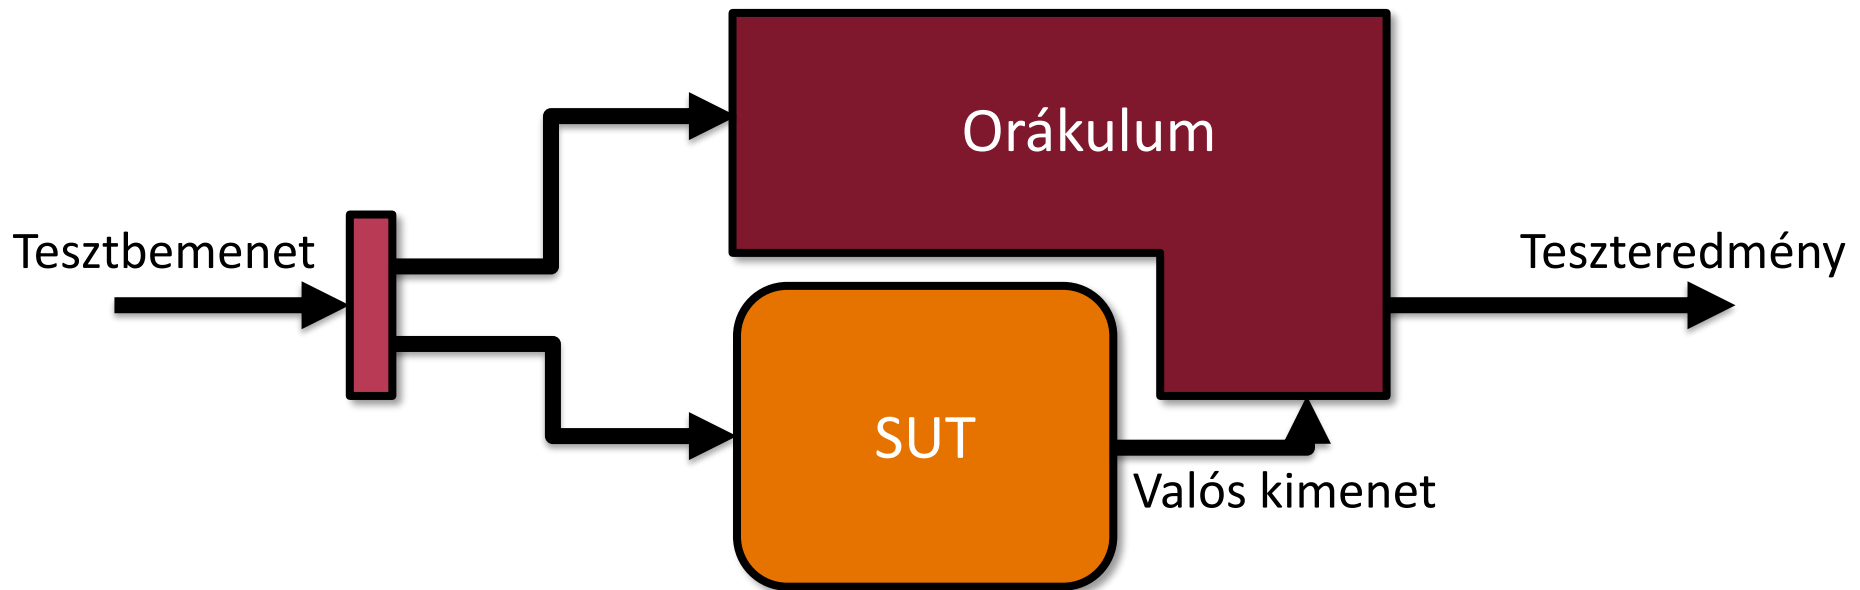 Orákulum
Tesztbemenet
Teszteredmény
SUT
Valós kimenet